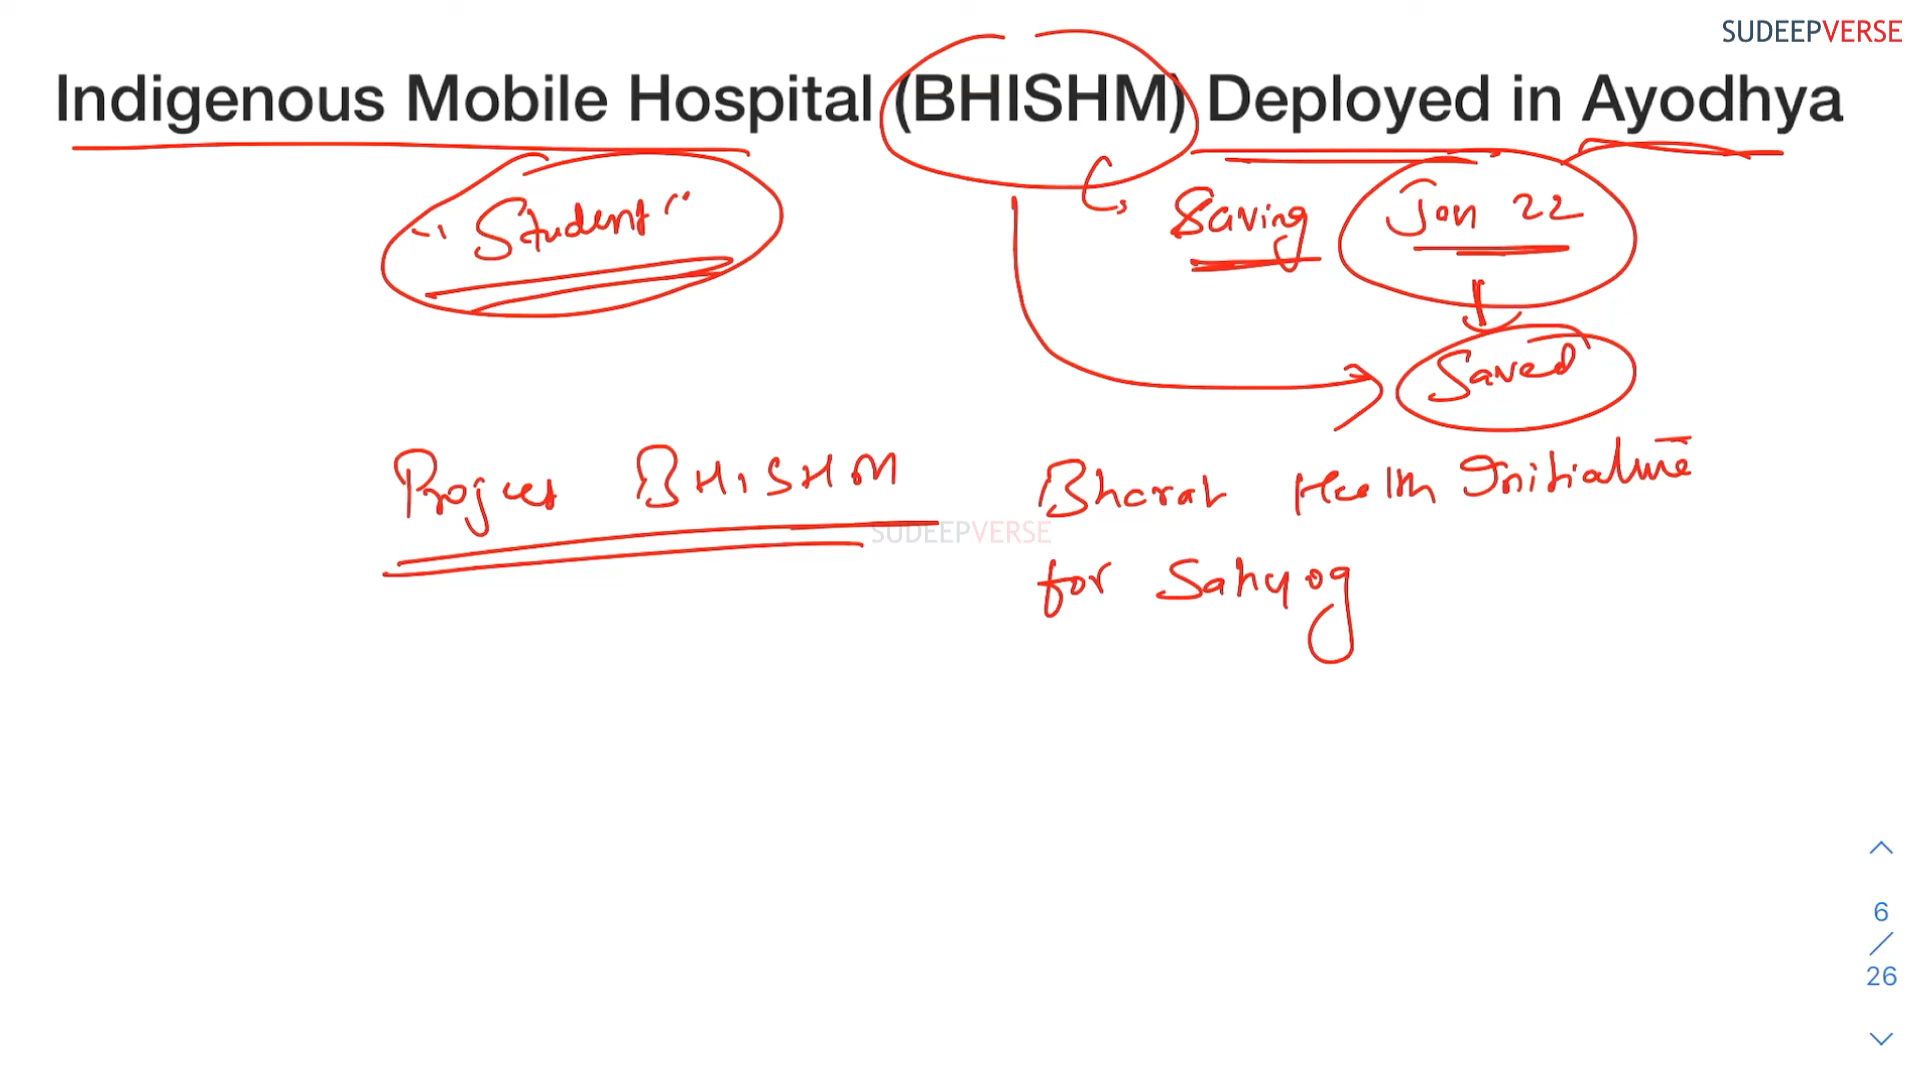 SUDEEPVERSE
Indigenous Mobile Hospital (BHISHM) Deployed in Ayodhya
"Student"
Saving
Jan 22
Saved
Project BHISHM
Bharat Health Initiative
SUDEEPVERSE
for Sahyog
6
/
26